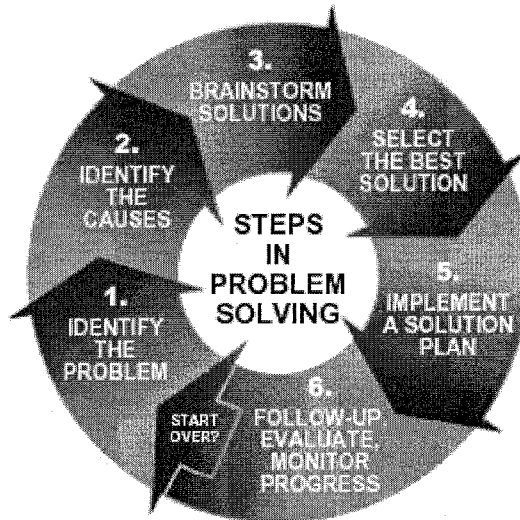 STEPS
IN
PROBLEM
SOLVING
1.
IDENTIFY
THE
PROBLEM
2.
IDENTIFY
THE
CAUSES
3.
BRAINSTORM
SOLUTIONS
4.
SELECT
THE BEST
SOLUTION
5.
IMPLEMENT
A SOLUTION
PLAN
6.
FOLLOW-UP,
EVALUATE,
MONITOR
PROGRESS
START
OVER?